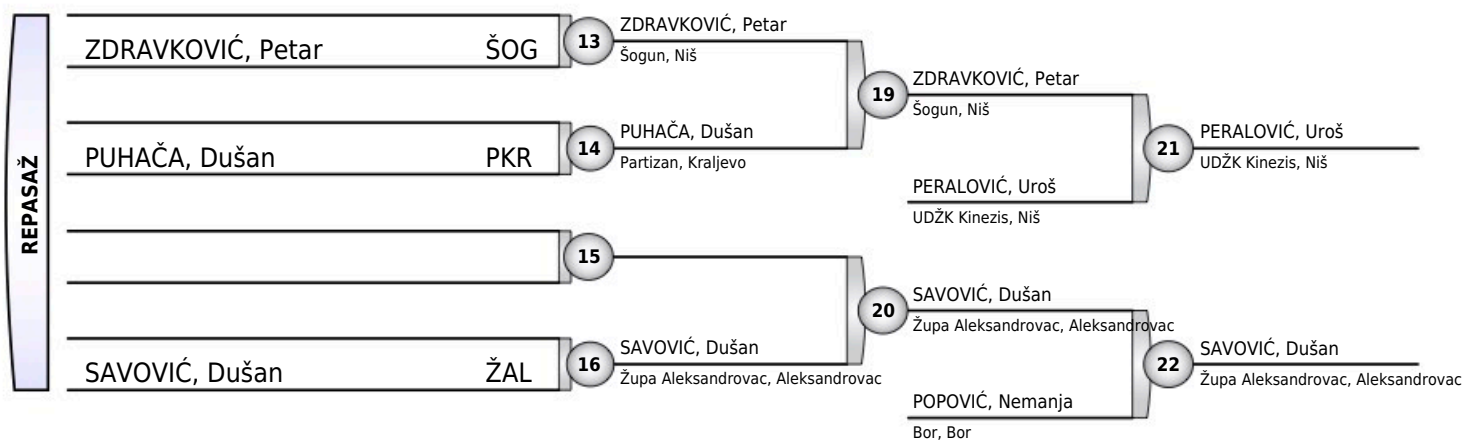 REPASAŽ
ZDRAVKOVIĆ, Petar ŠOG
13
ZDRAVKOVIĆ, Petar
Šogun, Niš
PUHAČA, Dušan PKR
14
PUHAČA, Dušan
Partizan, Kraljevo
19
ZDRAVKOVIĆ, Petar
Šogun, Niš
PERALOVIĆ, Uroš
UDŽK Kinezis, Niš
21
PERALOVIĆ, Uroš
UDŽK Kinezis, Niš
15
SAVOVIĆ, Dušan ŽAL
16
SAVOVIĆ, Dušan
Župa Aleksandrovac, Aleksandrovac
20
SAVOVIĆ, Dušan
Župa Aleksandrovac, Aleksandrovac
POPOVIĆ, Nemanja
Bor, Bor
22
SAVOVIĆ, Dušan
Župa Aleksandrovac, Aleksandrovac